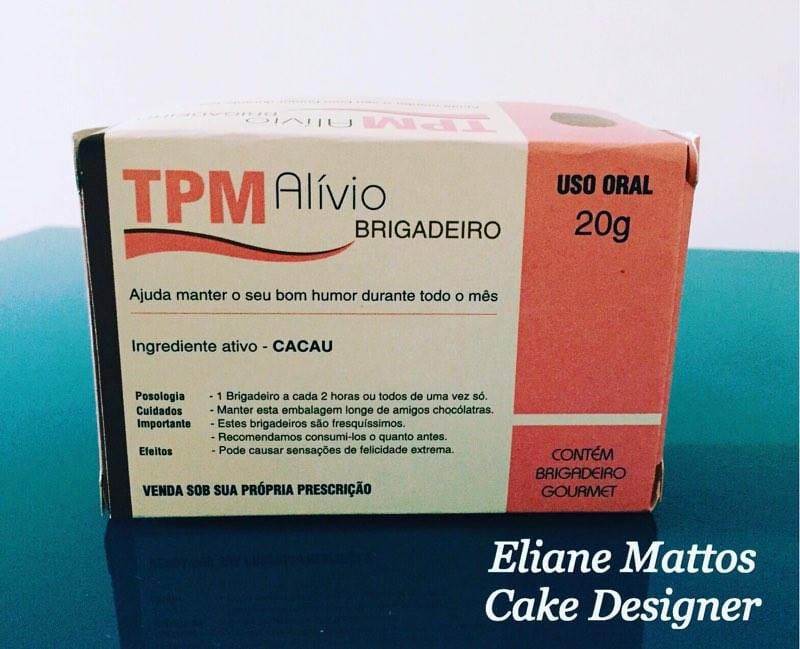 TPM Alívio
BRIGADEIRO
TPM Alívio
BRIGADEIRO
Ajuda manter o seu bom humor durante todo o mês
Ingrediente ativo - CACAU
Posologia - 1 Brigadeiro a cada 2 horas ou todos de uma vez só.
Cuidados - Manter esta embalagem longe de amigos chocólatras.
Importante - Estes brigadeiros são fresquíssimos.
- Recomendamos consumi-los o quanto antes.
Efeitos - Pode causar sensações de felicidade extrema.
VENDA SOB SUA PRÓPRIA PRESCRIÇÃO
USO ORAL
20g
CONTÉM
BRIGADEIRO
GOURMET
Eliane Mattos
Cake Designer